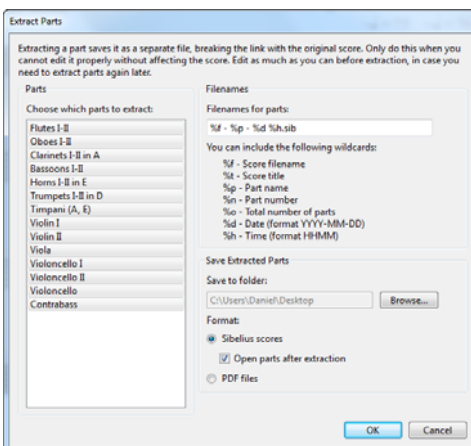 Extract Parts
Extracting a part saves it as a separate file, breaking the link with the original score. Only do this when you
cannot edit it properly without affecting the score. Edit as much as you can before extraction, in case you
need to extract parts again later.
Parts
Choose which parts to extract:
Flutes I-II
Oboes I-II
Clarinets I-II in A
Bassoons I-II
Horns I-II in E
Trumpets I-II in D
Timpani (A, E)
Violin I
Violin II
Viola
Violoncello I
Violoncello II
Violoncello
Contrabass
Filenames
Filenames for parts:
%f - %p - %d %h.sib
You can include the following wildcards:
%f - Score filename
%t - Score title
%p - Part name
%n - Part number
%o - Total number of parts
%d - Date (format YYYY-MM-DD)
%h - Time (format HHMM)
Save Extracted Parts
Save to folder:
C:\Users\Daniel\Desktop
Browse...
Format:
Sibelius scores
Open parts after extraction
PDF files
OK
Cancel